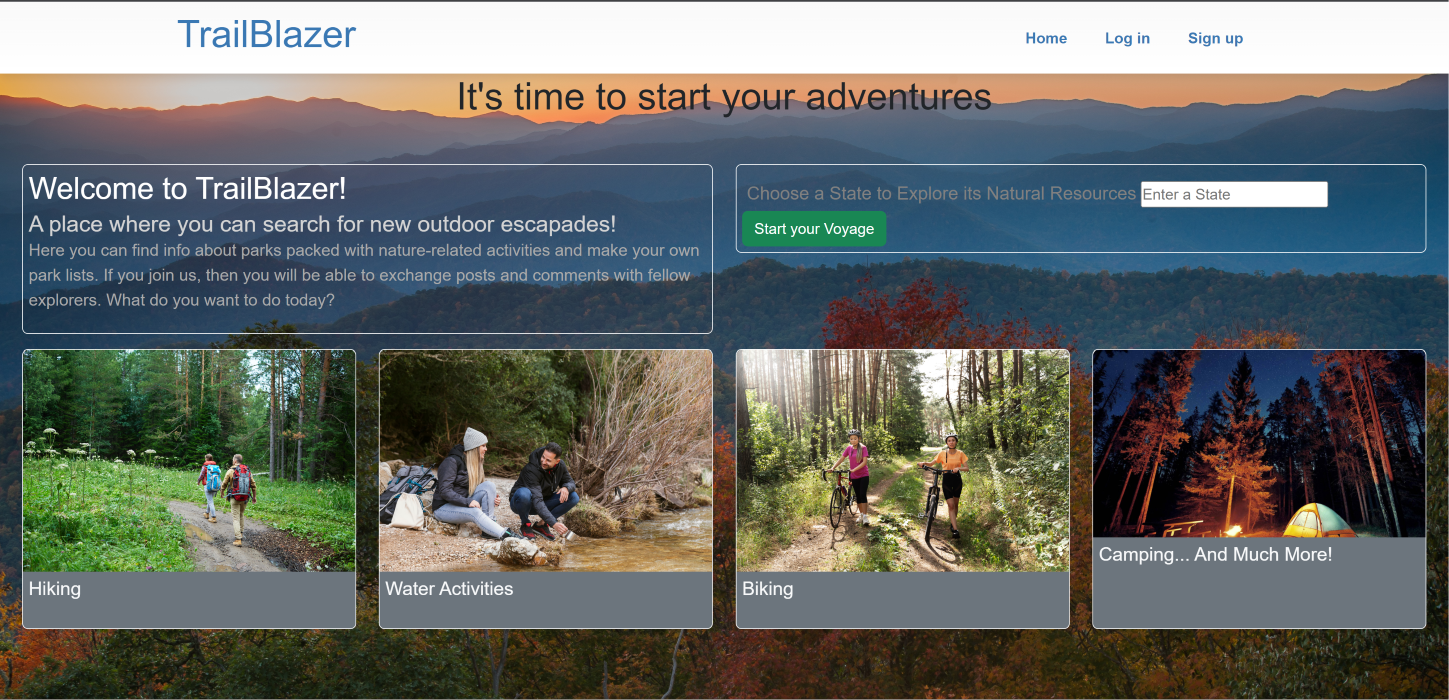 TrailBlazer
Home Log in Sign up
It's time to start your adventures
Welcome to TrailBlazer!
A place where you can search for new outdoor escapades!
Here you can find info about parks packed with nature-related activities and make your own
park lists. If you join us, then you will be able to exchange posts and comments with fellow
explorers. What do you want to do today?
Choose a State to Explore its Natural Resources Enter a State
Start your Voyage
Hiking
Water Activities
Biking
Camping... And Much More!